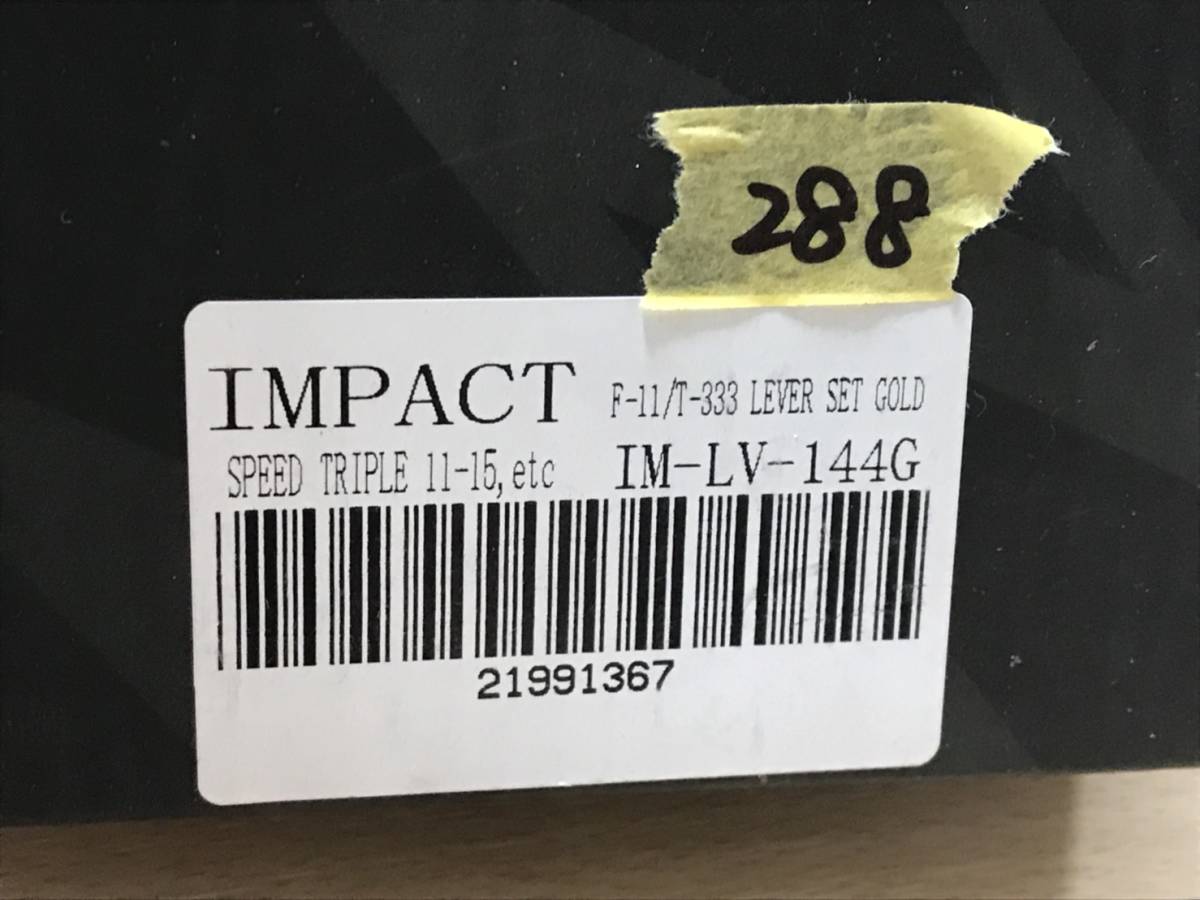 288
IMPACT F-11/T-333 LEVER SET GOLD
SPEED TRIPLE 11-15, etc IM-LV-144G
21991367